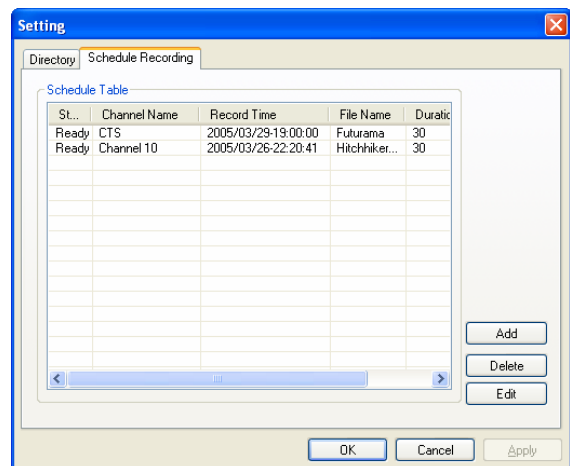 Setting
Directory Schedule Recording
Schedule Table
St... Channel Name Record Time File Name Duratic
Ready CTS 2005/03/29-19:00:00 Futurama 30
Ready Channel 10 2005/03/26-22:20:41 Hitchhiker... 30
Add
Delete
Edit
OK Cancel Apply